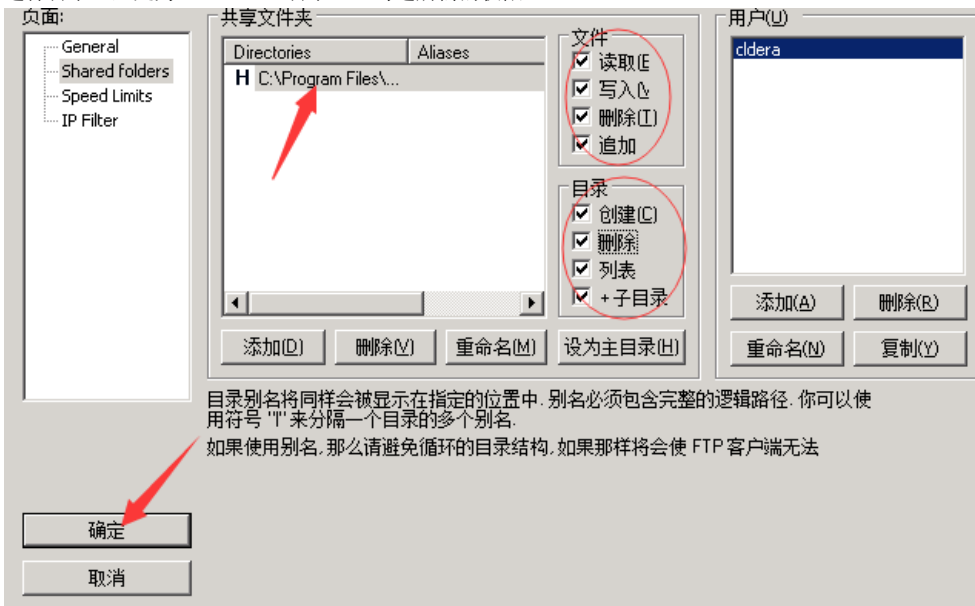 页面:
General
Shared folders
Speed Limits
IP Filter
共享文件夹
Directories
Aliases
H C:\Program Files\...
文件
读取(E
写入(\
删除(T)
追加
目录
创建(C)
删除
列表
+子目录
添加(D)
删除(V)
重命名(M)
设为主目录(H)
用户(U)
cldera
添加(A)
删除(R)
重命名(N)
复制(Y)
目录别名将同样会被显示在指定的位置中. 别名必须包含完整的逻辑路径. 你可以使
用符号 "|" 来分隔一个目录的多个别名.
如果使用别名, 那么请避免循环的目录结构, 如果那样将会使 FTP 客户端无法
确定
取消